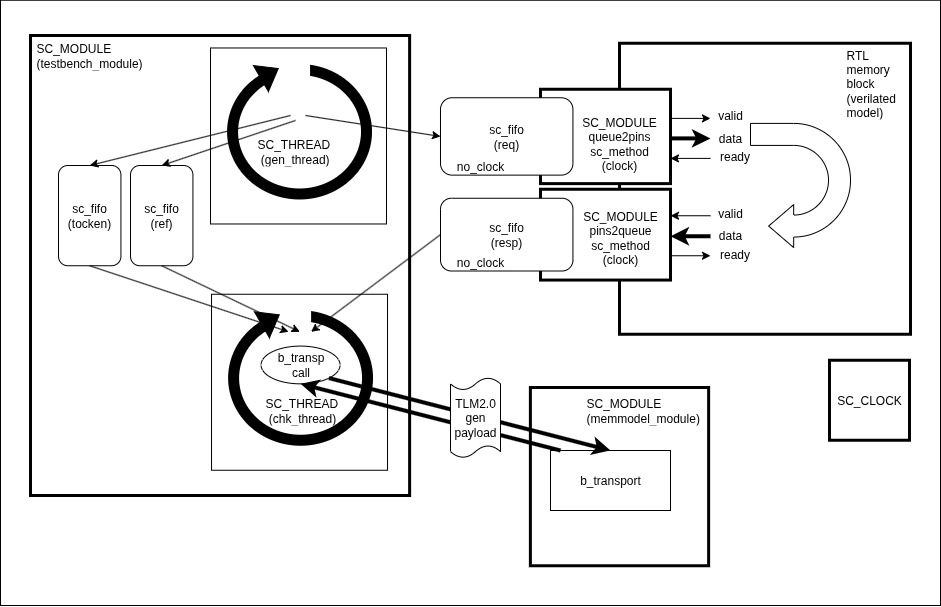 SC_MODULE
(testbench_module)
SC_THREAD
(gen_thread)
sc_fifo
(tocken)
sc_fifo
(ref)
b_transp
call
SC_THREAD
(chk_thread)
sc_fifo
(req)
no_clock
SC_MODULE
queue2pins
sc_method
(clock)
valid
data
ready
RTL
memory
block
(verilated
model)
sc_fifo
(resp)
no_clock
SC_MODULE
pins2queue
sc_method
(clock)
valid
data
ready
TLM2.0
gen
payload
SC_MODULE
(memmodel_module)
b_transport
SC_CLOCK